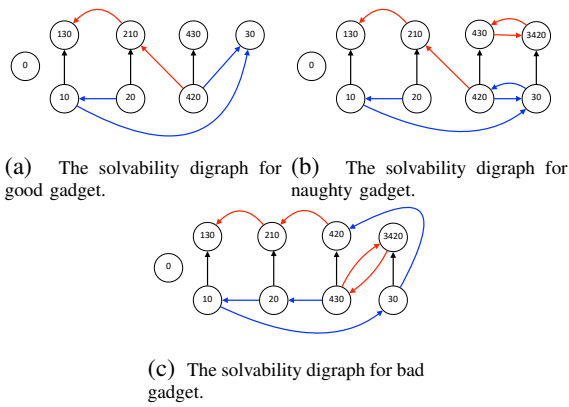 130 210 430 30
0
10 20 420
130 210 430 3420
0
10 20 420 30
(a) The solvability digraph for
good gadget.
(b) The solvability digraph for
naughty gadget.
130 210 420 3420
0
10 20 430 30
(c) The solvability digraph for bad
gadget.